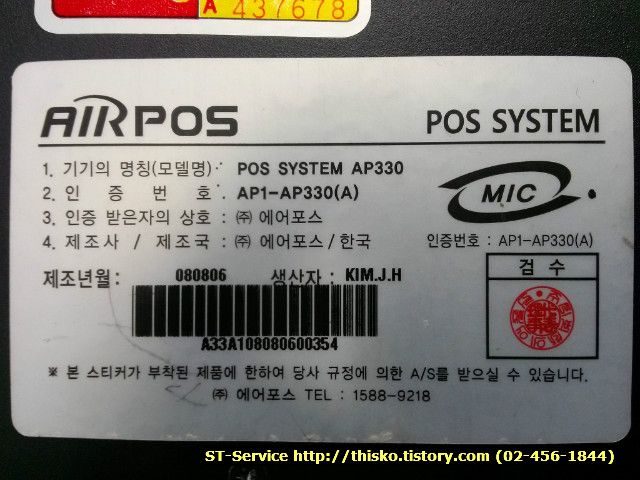 A 437678
AIRPOS
POS SYSTEM
1. 기기의 명칭(모델명) : POS SYSTEM AP330
2. 인 증 번 호 : AP1-AP330(A)
3. 인증 받은자의 상호 : ㈜ 에어포스
4. 제조사 / 제조국 : ㈜ 에어포스/한국
MIC
인증번호 : AP1-AP330(A)
제조년월 : 080806 생산자 : KIM.J.H
검 수
A33A108080600354
※ 본 스티커가 부착된 제품에 한하여 당사 규정에 의한 A/S를 받으실 수 있습니다.
㈜ 에어포스 TEL : 1588-9218
ST-Service http://thisko.tistory.com (02-456-1844)